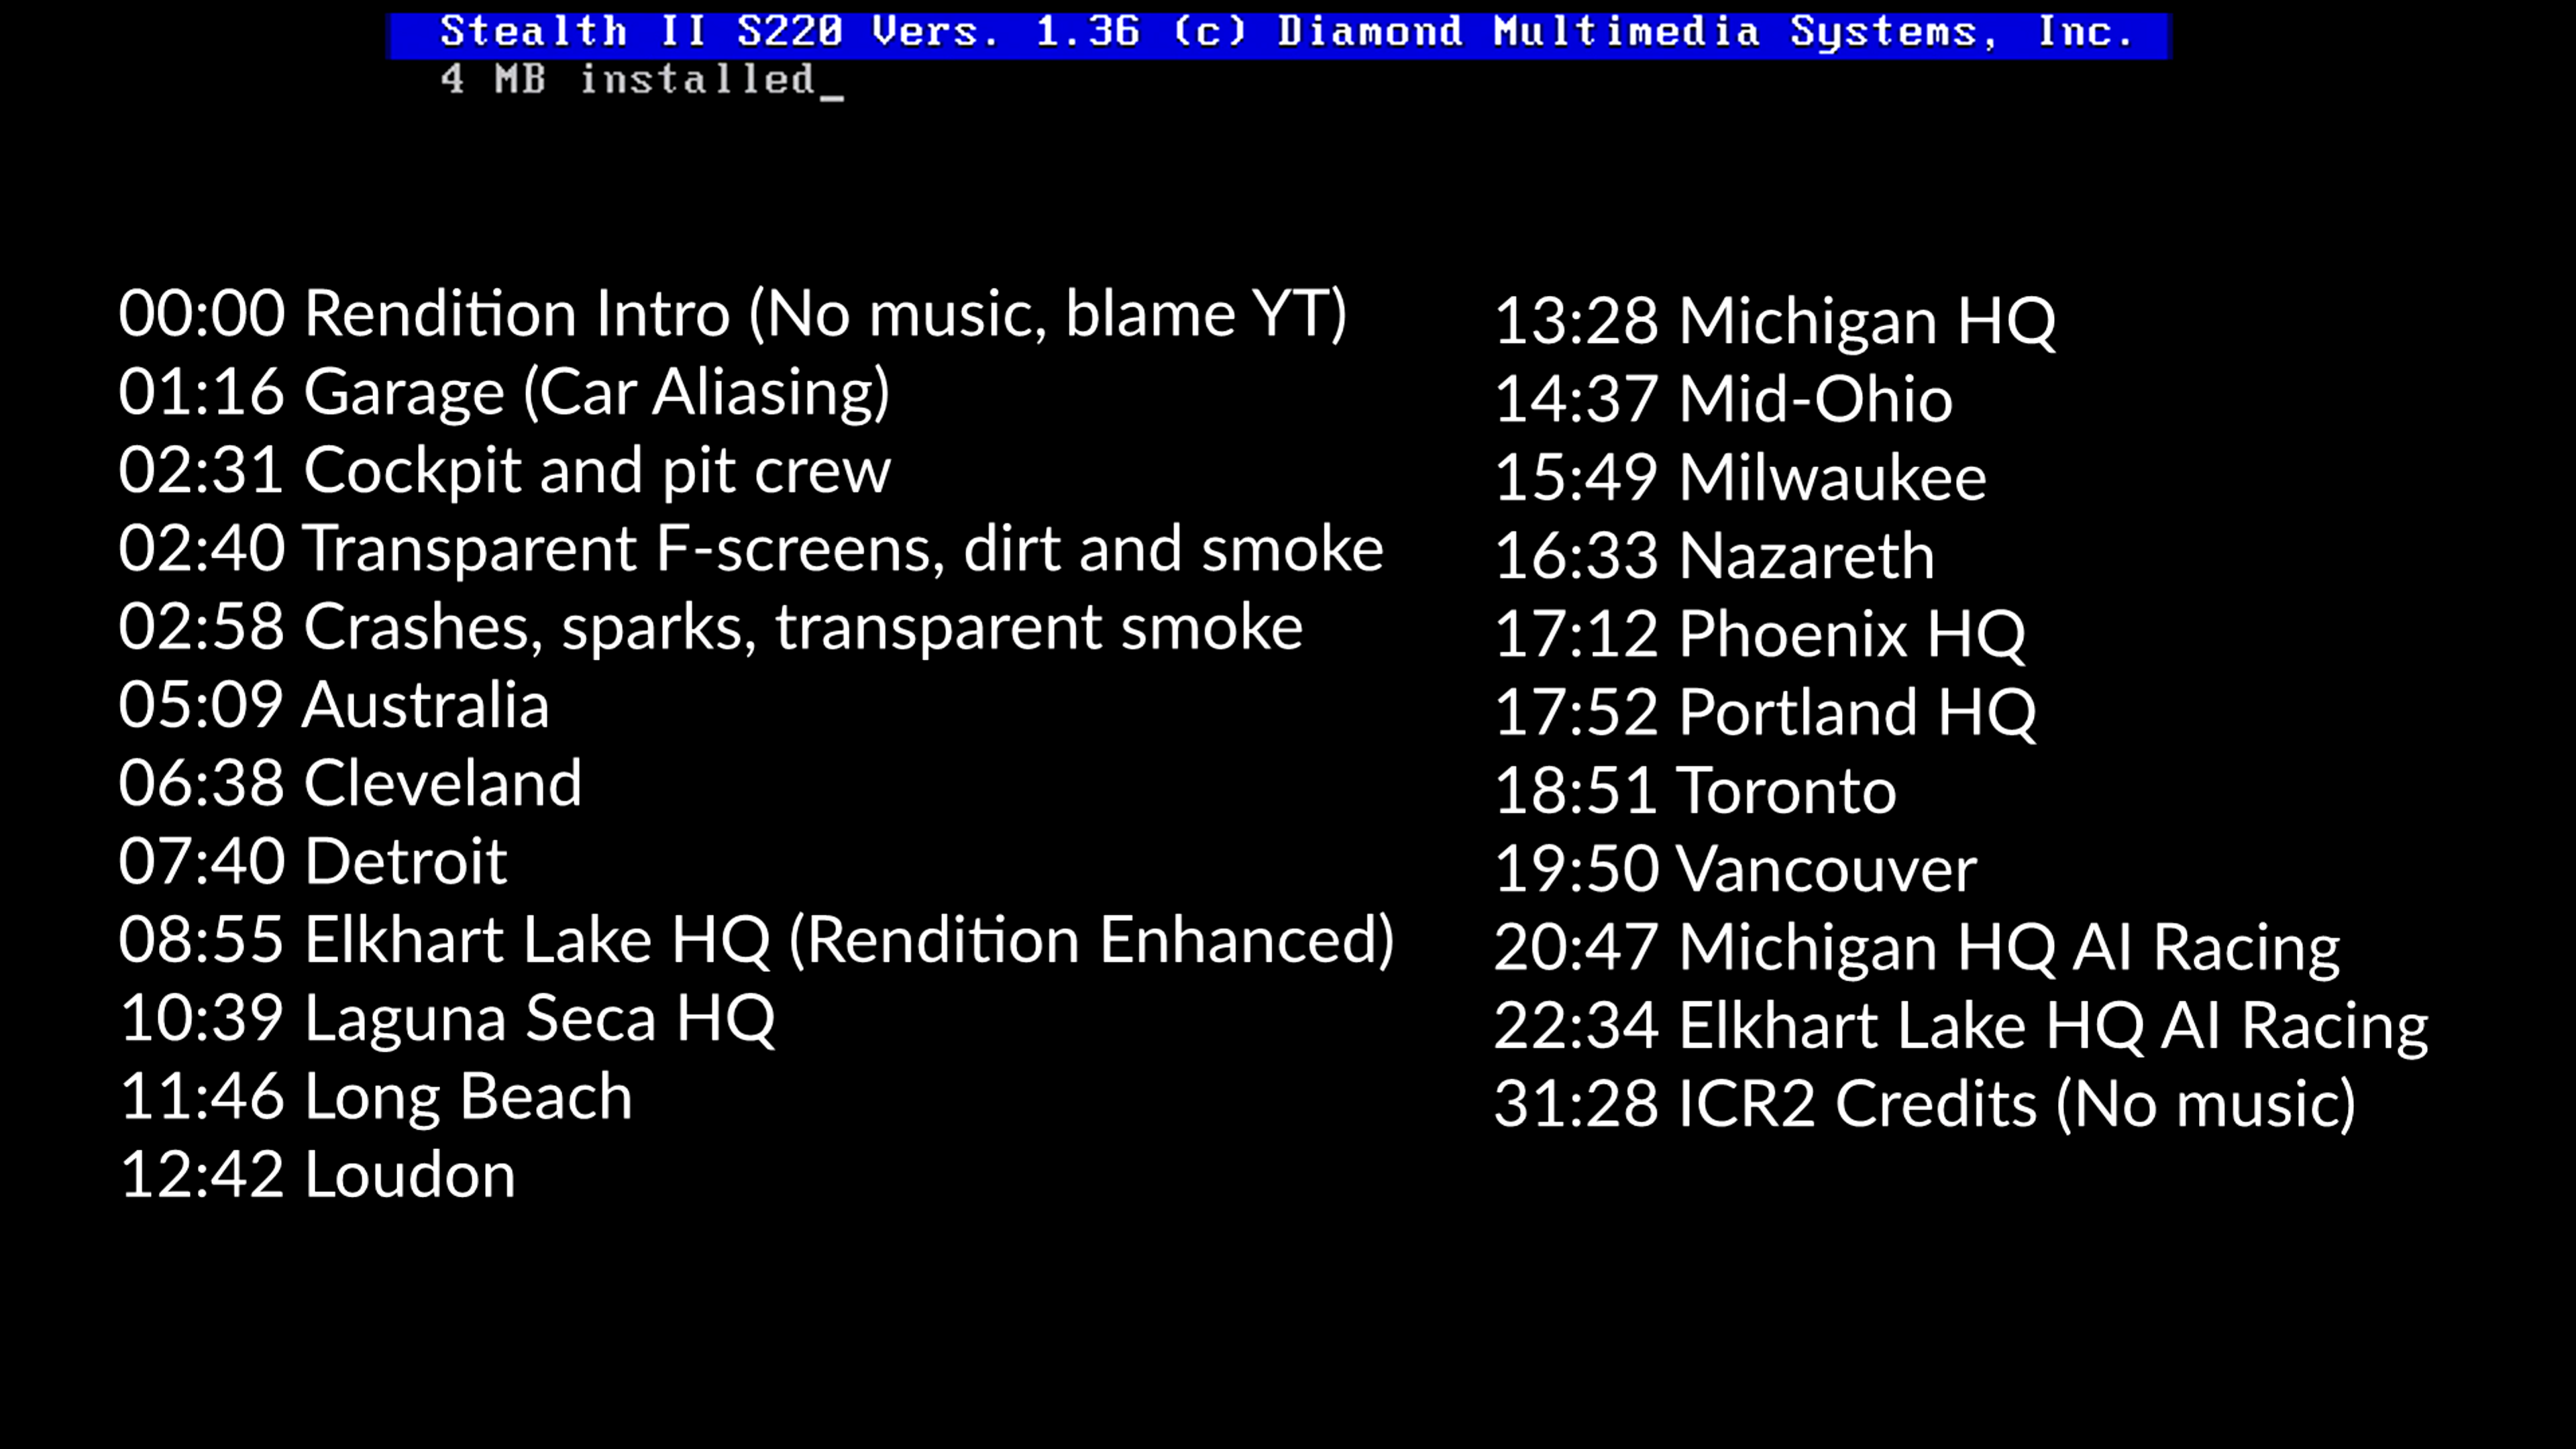 Stealth II S220 Vers. 1.36 (c) Diamond Multimedia Systems, Inc.
4 MB installed_
00:00 Rendition Intro (No music, blame YT)
01:16 Garage (Car Aliasing)
02:31 Cockpit and pit crew
02:40 Transparent F-screens, dirt and smoke
02:58 Crashes, sparks, transparent smoke
05:09 Australia
06:38 Cleveland
07:40 Detroit
08:55 Elkhart Lake HQ (Rendition Enhanced)
10:39 Laguna Seca HQ
11:46 Long Beach
12:42 Loudon
13:28 Michigan HQ
14:37 Mid-Ohio
15:49 Milwaukee
16:33 Nazareth
17:12 Phoenix HQ
17:52 Portland HQ
18:51 Toronto
19:50 Vancouver
20:47 Michigan HQ AI Racing
22:34 Elkhart Lake HQ AI Racing
31:28 ICR2 Credits (No music)